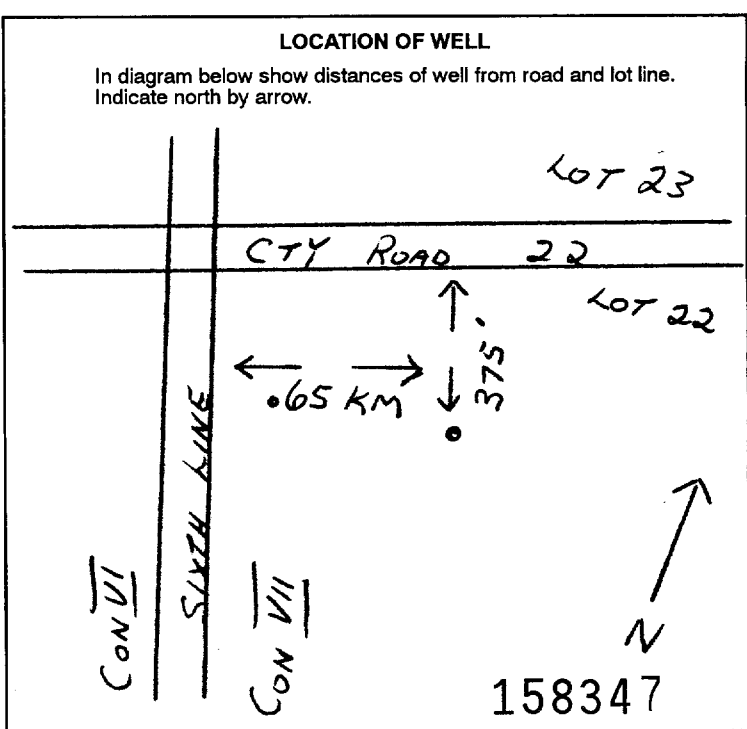 LOCATION OF WELL
In diagram below show distances of well from road and lot line.
Indicate north by arrow.
LOT 23
CTY ROAD 22
LOT 22
375'
.65 KM
SIXTH LINE
CON VI
CON VII
N
158347